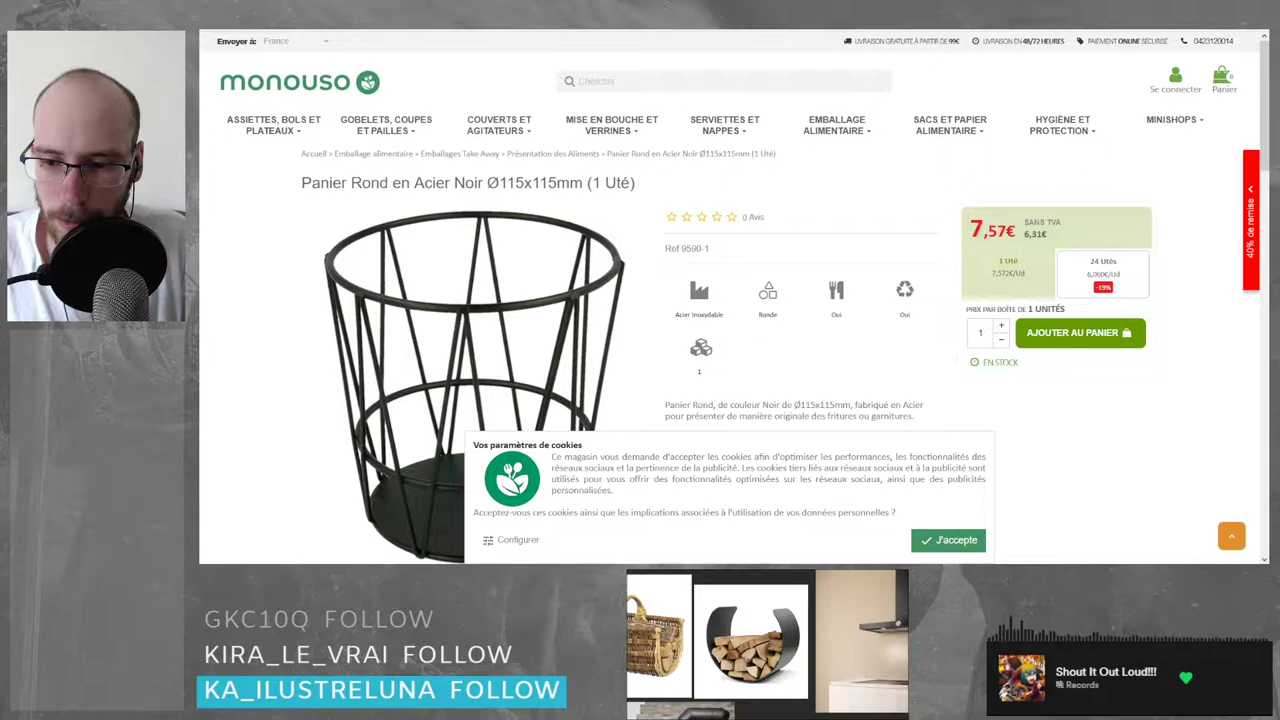 Envoyer à: France
LIVRAISON GRATUITE À PARTIR DE 99€
LIVRAISON EN 48/72 HEURES
PAIEMENT ONLINE SÉCURISÉ
0423120014
monouso
Chercher
Se connecter
0
Panier
ASSIETTES, BOLS ET
PLATEAUX
GOBELETS, COUPES
ET PAILLES
COUVERTS ET
AGITATEURS
MISE EN BOUCHE ET
VERRINES
SERVIETTES ET
NAPPES
EMBALLAGE
ALIMENTAIRE
SACS ET PAPIER
ALIMENTAIRE
HYGIÈNE ET
PROTECTION
MINISHOPS
Accueil > Emballage alimentaire > Emballages Take Away > Présentation des Aliments > Panier Rond en Acier Noir Ø115x115mm (1 Uté)
Panier Rond en Acier Noir Ø115x115mm (1 Uté)
0 Avis
Ref 9590-1
Acier Inoxydable
Ronde
Oui
Oui
1
Panier Rond, de couleur Noir de Ø115x115mm, fabriqué en Acier
pour présenter de manière originale des fritures ou garnitures.
7,57€
SANS TVA
6,31€
1 Uté
7,572€/Ud
24 Utés
6,060€/Ud
-19%
PRIX PAR BOÎTE DE 1 UNITÉS
1
+
−
AJOUTER AU PANIER
EN STOCK
40% de remise
Vos paramètres de cookies
Ce magasin vous demande d'accepter les cookies afin d'optimiser les performances, les fonctionnalités des
réseaux sociaux et la pertinence de la publicité. Les cookies tiers liés aux réseaux sociaux et à la publicité sont
utilisés pour vous offrir des fonctionnalités optimisées sur les réseaux sociaux, ainsi que des publicités
personnalisées.
Acceptez-vous ces cookies ainsi que les implications associées à l'utilisation de vos données personnelles ?
Configurer
J'accepte
GKC10Q FOLLOW
KIRA_LE_VRAI FOLLOW
KA_ILUSTRELUNA FOLLOW
Shout It Out Loud!!!
Records